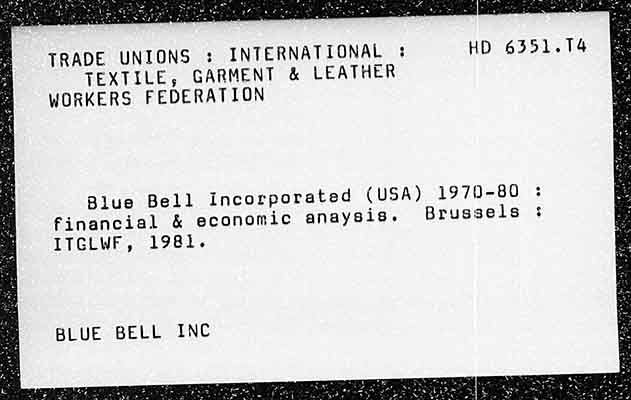 TRADE UNIONS : INTERNATIONAL : HD 6351.T4
TEXTILE, GARMENT & LEATHER
WORKERS FEDERATION
Blue Bell Incorporated (USA) 1970-80 :
financial & economic anaysis. Brussels :
ITGLWF, 1981.
BLUE BELL INC